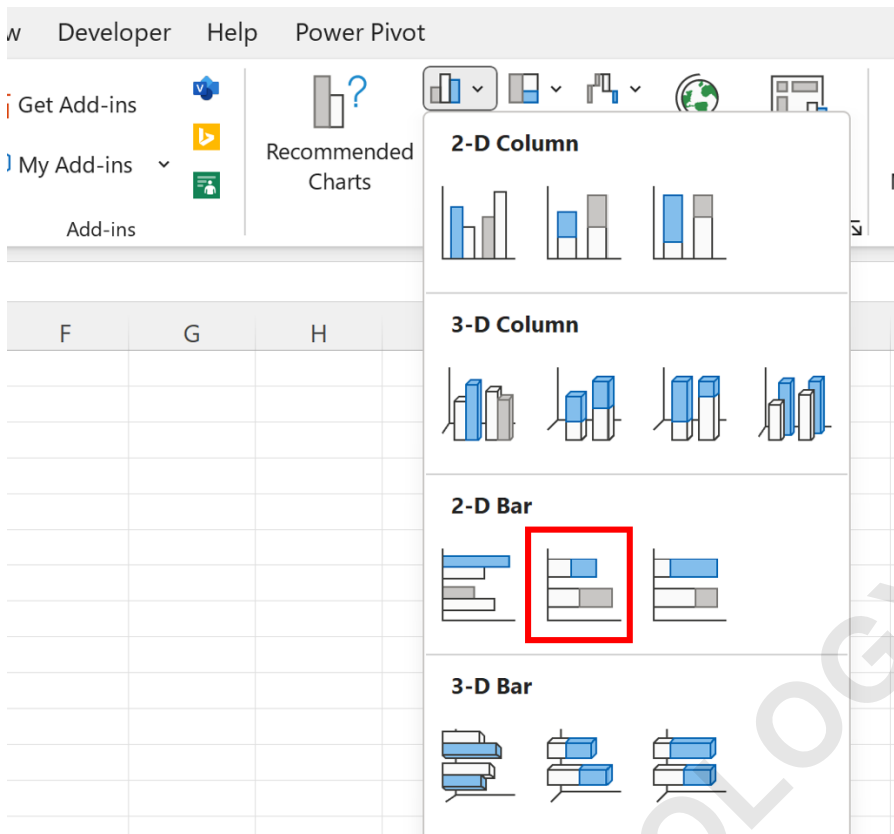 w Developer Help Power Pivot
Get Add-ins
My Add-ins
Recommended
Charts
Add-ins
2-D Column
F G H
3-D Column
2-D Bar
3-D Bar
OLOGY